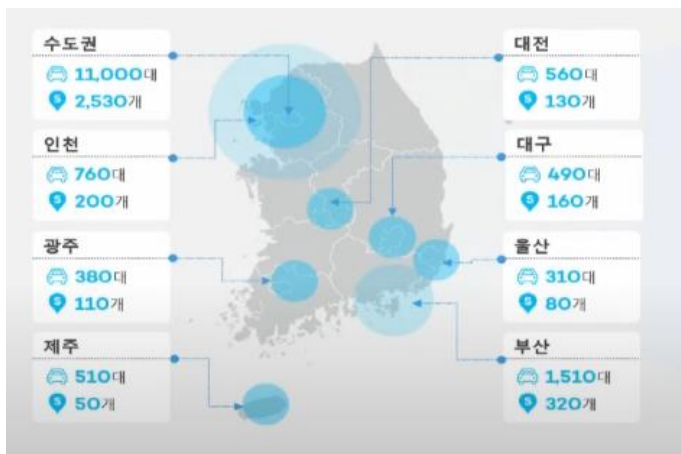 수도권
11,000대
S 2,530개
인천
760대
S 200개
광주
380대
S 110개
제주
510대
S 50개
대전
560대
S 130개
대구
490대
S 160개
울산
310대
S 80개
부산
1,510대
S 320개